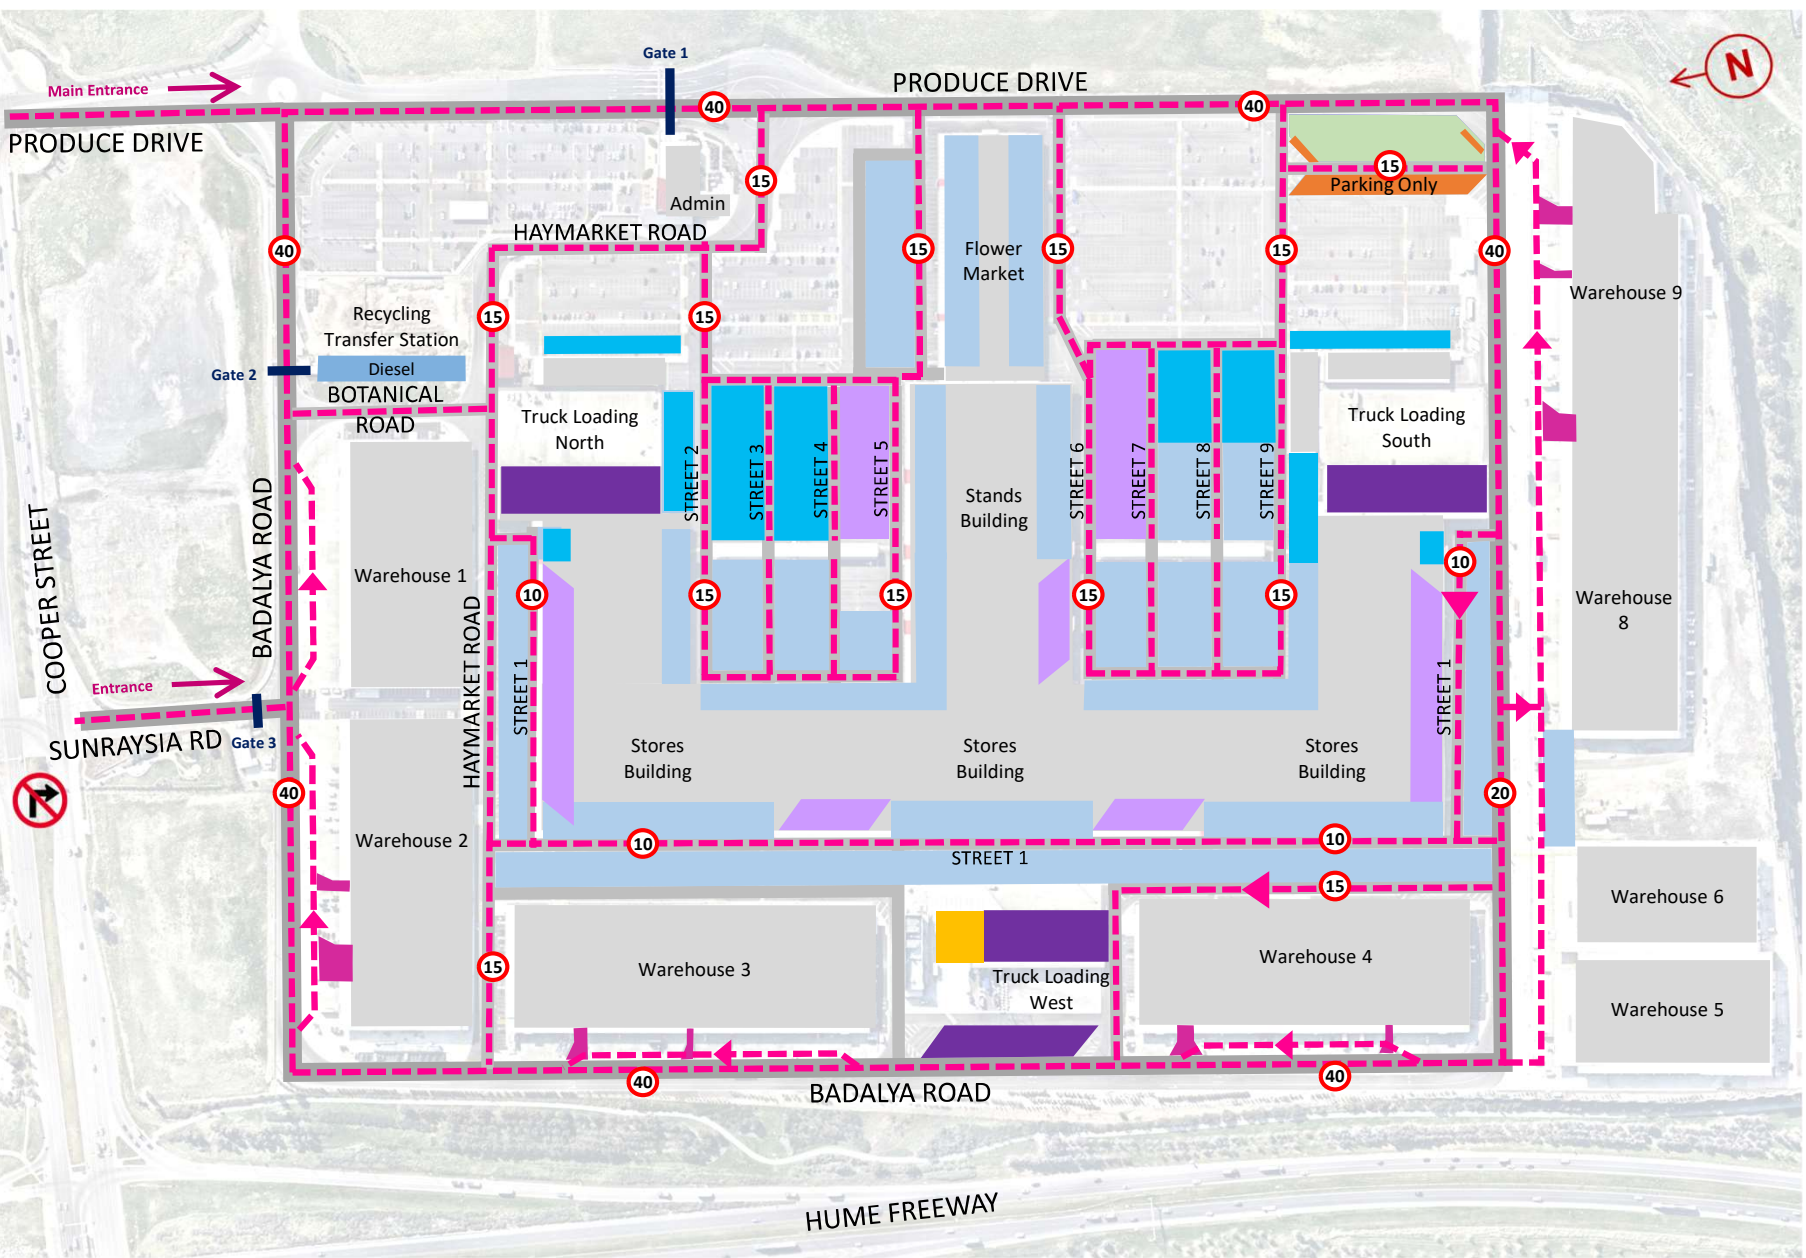 Gate 1
PRODUCE DRIVE
N
Main Entrance
40
40
PRODUCE DRIVE
15
15
Parking Only
Admin
HAYMARKET ROAD
40
15
Flower
Market
15
15
40
Warehouse 9
Recycling
Transfer Station
15
15
Diesel
Gate 2
BOTANICAL
ROAD
Truck Loading
North
Truck Loading
South
STREET 2
STREET 3
STREET 4
STREET 5
STREET 6
STREET 7
STREET 8
STREET 9
Stands
Building
COOPER STREET
BADALYA ROAD
Warehouse 1
HAYMARKET ROAD
10
15
15
15
15
10
Warehouse
8
Entrance
STREET 1
STREET 1
SUNRAYSIA RD
Gate 3
Stores
Building
Stores
Building
Stores
Building
40
20
Warehouse 2
10
10
STREET 1
15
Warehouse 6
15
Warehouse 3
Truck Loading
West
Warehouse 4
Warehouse 5
40
40
BADALYA ROAD
HUME FREEWAY